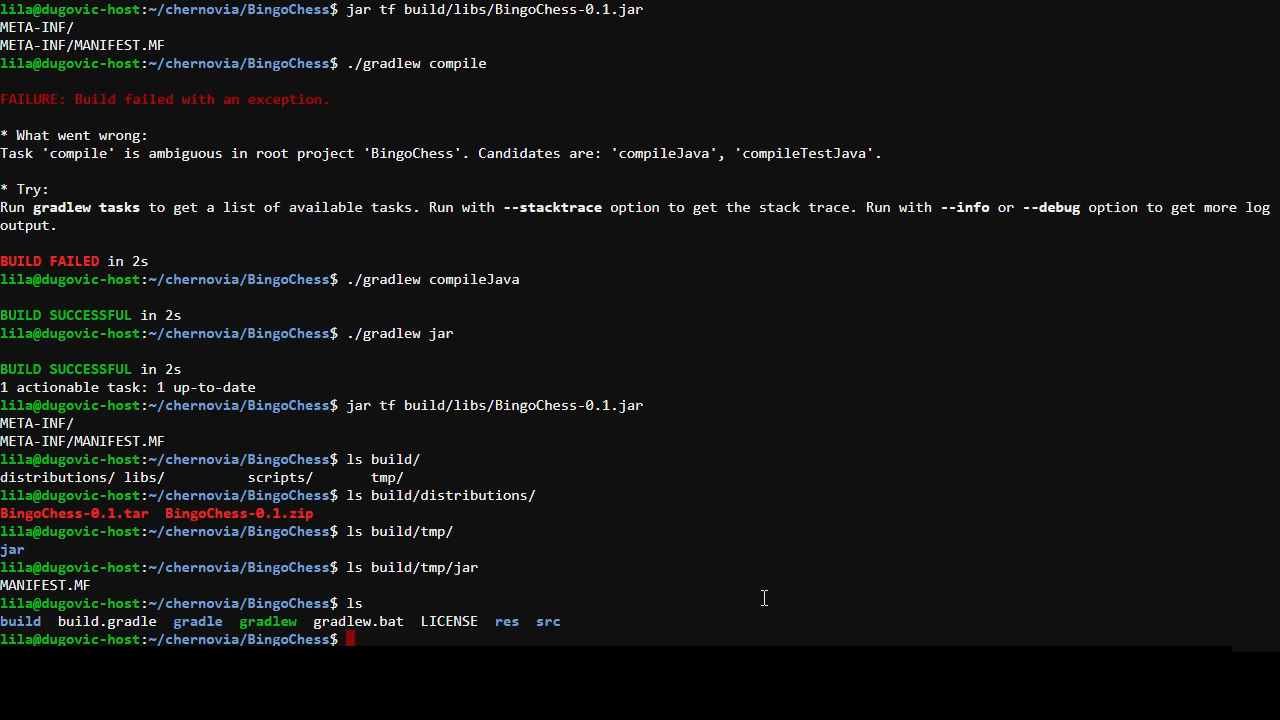 lila@dugovic-host:~/chernovia/BingoChess$ jar tf build/libs/BingoChess-0.1.jar
META-INF/
META-INF/MANIFEST.MF
lila@dugovic-host:~/chernovia/BingoChess$ ./gradlew compile
FAILURE: Build failed with an exception.
* What went wrong:
Task 'compile' is ambiguous in root project 'BingoChess'. Candidates are: 'compileJava', 'compileTestJava'.
* Try:
Run gradlew tasks to get a list of available tasks. Run with --stacktrace option to get the stack trace. Run with --info or --debug option to get more log
output.
BUILD FAILED in 2s
lila@dugovic-host:~/chernovia/BingoChess$ ./gradlew compileJava
BUILD SUCCESSFUL in 2s
lila@dugovic-host:~/chernovia/BingoChess$ ./gradlew jar
BUILD SUCCESSFUL in 2s
1 actionable task: 1 up-to-date
lila@dugovic-host:~/chernovia/BingoChess$ jar tf build/libs/BingoChess-0.1.jar
META-INF/
META-INF/MANIFEST.MF
lila@dugovic-host:~/chernovia/BingoChess$ ls build/
distributions/ libs/          scripts/       tmp/
lila@dugovic-host:~/chernovia/BingoChess$ ls build/distributions/
BingoChess-0.1.tar  BingoChess-0.1.zip
lila@dugovic-host:~/chernovia/BingoChess$ ls build/tmp/
jar
lila@dugovic-host:~/chernovia/BingoChess$ ls build/tmp/jar
MANIFEST.MF
lila@dugovic-host:~/chernovia/BingoChess$ ls
build  build.gradle  gradle  gradlew  gradlew.bat  LICENSE  res  src
lila@dugovic-host:~/chernovia/BingoChess$